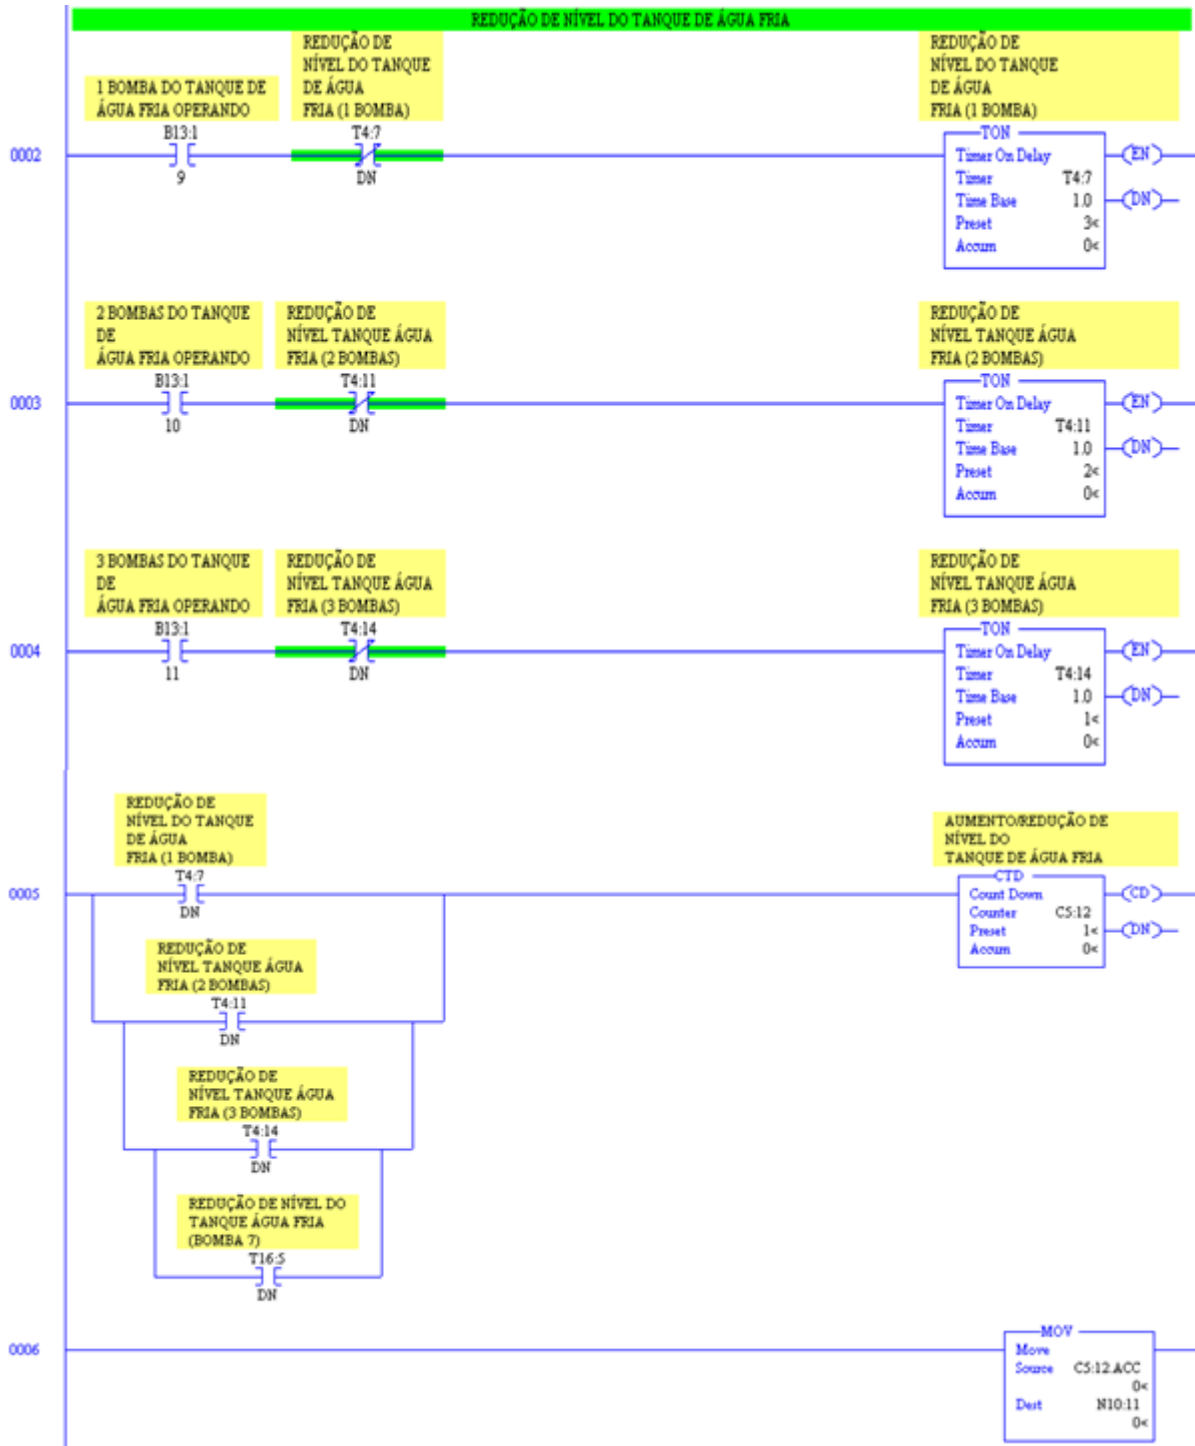 REDUÇÃO DE NÍVEL DO TANQUE DE ÁGUA FRIA
1 BOMBA DO TANQUE DE
ÁGUA FRIA OPERANDO
B13:1
9
REDUÇÃO DE
NÍVEL DO TANQUE
DE ÁGUA
FRIA (1 BOMBA)
T4:7
DN
REDUÇÃO DE
NÍVEL DO TANQUE
DE ÁGUA
FRIA (1 BOMBA)
0002
TON
Timer On Delay
Timer T4:7
Time Base 1.0
Preset 3<
Accum 0<
EN
DN
2 BOMBAS DO TANQUE
DE
ÁGUA FRIA OPERANDO
B13:1
10
REDUÇÃO DE
NÍVEL TANQUE ÁGUA
FRIA (2 BOMBAS)
T4:11
DN
REDUÇÃO DE
NÍVEL TANQUE ÁGUA
FRIA (2 BOMBAS)
0003
TON
Timer On Delay
Timer T4:11
Time Base 1.0
Preset 2<
Accum 0<
EN
DN
3 BOMBAS DO TANQUE
DE
ÁGUA FRIA OPERANDO
B13:1
11
REDUÇÃO DE
NÍVEL TANQUE ÁGUA
FRIA (3 BOMBAS)
T4:14
DN
REDUÇÃO DE
NÍVEL TANQUE ÁGUA
FRIA (3 BOMBAS)
0004
TON
Timer On Delay
Timer T4:14
Time Base 1.0
Preset 1<
Accum 0<
EN
DN
REDUÇÃO DE
NÍVEL DO TANQUE
DE ÁGUA
FRIA (1 BOMBA)
T4:7
DN
AUMENTO/REDUÇÃO DE
NÍVEL DO
TANQUE DE ÁGUA FRIA
0005
CTD
Count Down
Counter C5:12
Preset 1<
Accum 0<
CD
DN
REDUÇÃO DE
NÍVEL TANQUE ÁGUA
FRIA (2 BOMBAS)
T4:11
DN
REDUÇÃO DE
NÍVEL TANQUE ÁGUA
FRIA (3 BOMBAS)
T4:14
DN
REDUÇÃO DE NÍVEL DO
TANQUE ÁGUA FRIA
(BOMBA 7)
T16:5
DN
0006
MOV
Move
Source C5:12.ACC
0<
Dest N10:11
0<